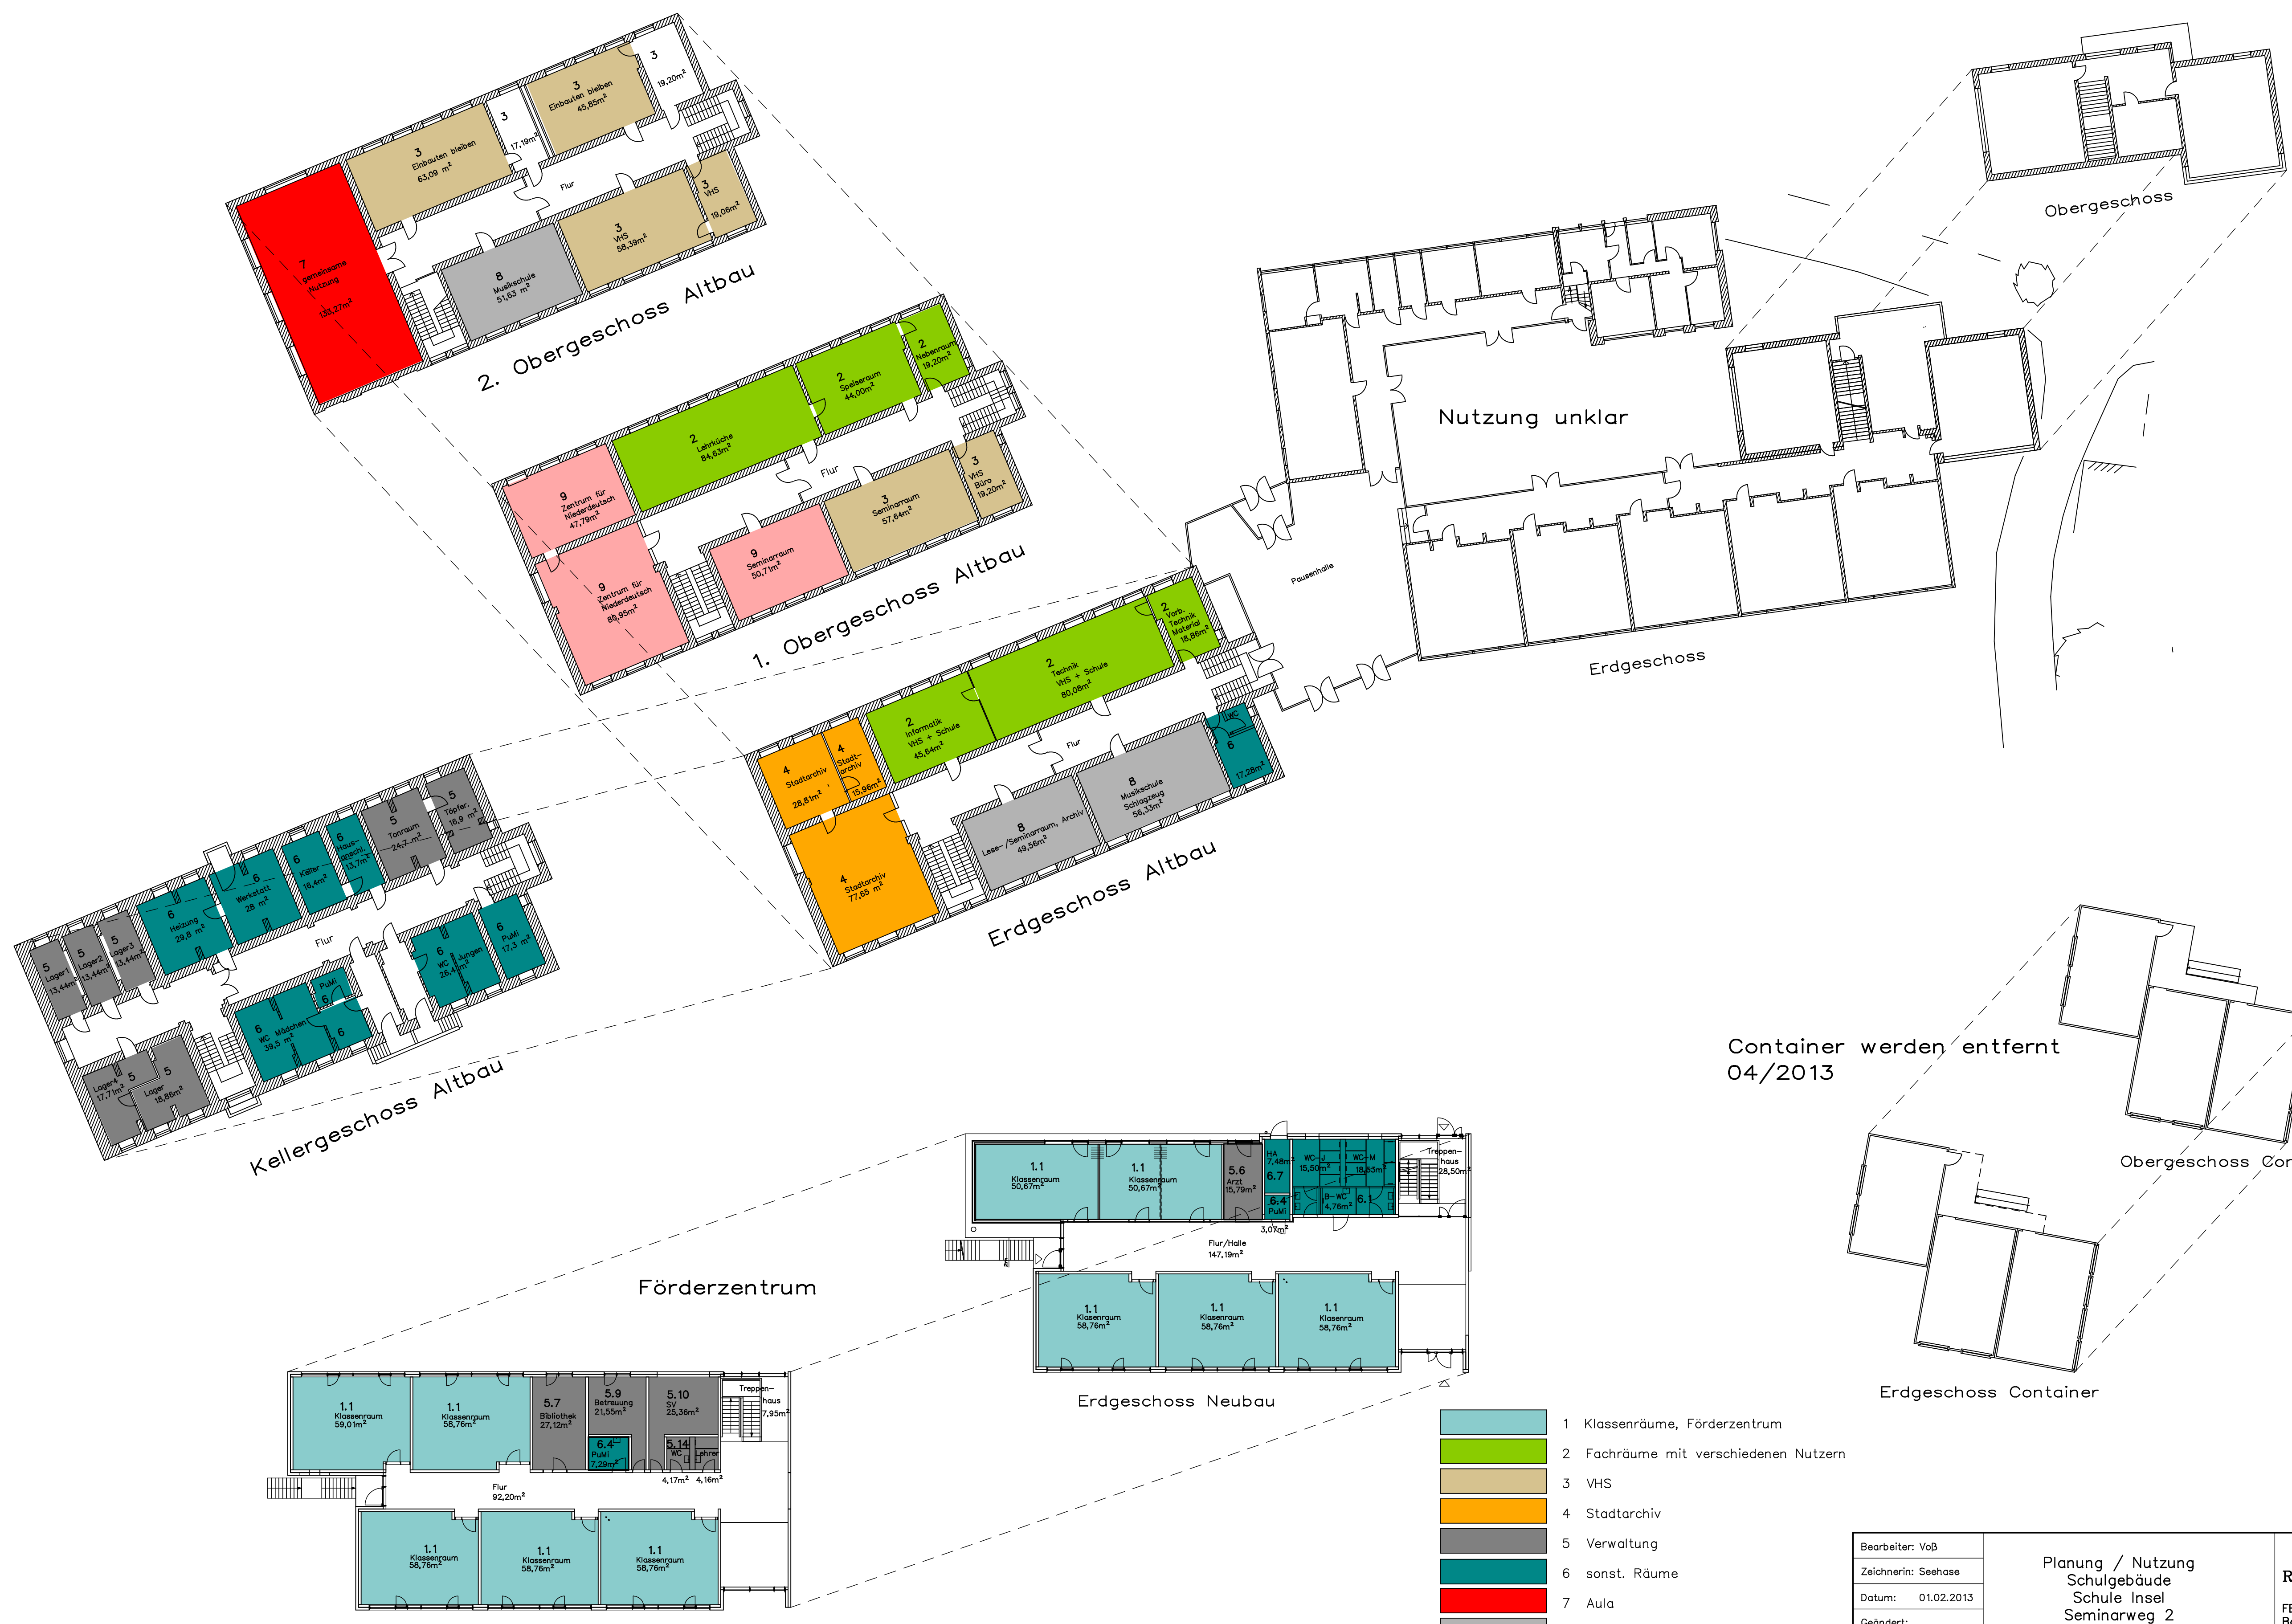 3
Einbauten bleiben
63,09 m²
3
17,19m²
3
Einbauten bleiben
45,85m²
3
19,20m²
7
gemeinsame
Nutzung
133,27m²
Flur
8
Musikschule
51,63 m²
3
VHS
58,39m²
3
VHS
19,06m²
2. Obergeschoss Altbau
9
Zentrum für
Niederdeutsch
47,79m²
2
Lehrküche
84,63m²
2
Speiseraum
44,00m²
2
Nebenraum
19,20m²
Flur
9
Zentrum für
Niederdeutsch
9
Seminarraum
50,71m²
3
Seminarraum
57,64m²
3
VHS
Büro
19,20m²
1. Obergeschoss Altbau
4
Stadtarchiv
28,81m²
4
Stadt-
archiv
15,96m²
2
Informatik
VHS + Schule
45,64m²
2
Technik
VHS + Schule
80,08m²
2
Vorb.
Technik
Material
18,86m²
Flur
4
Stadtarchiv
77,65 m²
8
Lese-/Seminarraum, Archiv
49,56m²
8
Musikschule
Schlagzeug
56,33m²
WC
6
17,28m²
Erdgeschoss Altbau
5
Lager1
13,44m²
5
Lager2
13,44m²
5
Lager3
13,44m²
6
Heizung
29,8 m²
6
Werkstatt
28 m²
6
Keller
16,4m²
6
Haus-
anschl.
13,7m²
5
Tonraum
24,7 m²
5
Töpfer.
16,9 m²
Flur
Lager4
17,71m²
5
5
Lager
18,86m²
6
WC Mädchen
39,5 m²
PuMi
6
6
6
WC Jungen
6
PuMi
17,3 m²
Kellergeschoss Altbau
Obergeschoss
Nutzung unklar
Pausenhalle
Erdgeschoss
Container werden entfernt
04/2013
Obergeschoss Con
Erdgeschoss Container
Förderzentrum
1.1
Klassenraum
50,67m²
1.1
Klassenraum
50,67m²
5.6
Arzt
15,79m²
HA
7,48m²
6.7
6.4
PuMi
3,07m²
WC-J
15,50m²
WC-M
18,63m²
B-WC
4,76m²
6.1
Treppen-
haus
28,50m²
Flur/Halle
147,19m²
1.1
Klasenraum
58,76m²
1.1
Klasenraum
58,76m²
1.1
Klasenraum
58,76m²
Erdgeschoss Neubau
1.1
Klassenraum
59,01m²
1.1
Klassenraum
58,76m²
5.7
Bibliothek
27,12m²
5.9
Betreuung
21,55m²
6.4
PuMi
7,29m²
5.10
SV
25,36m²
5.14
WC
Lehrer
4,17m²
4,16m²
Treppen-
haus
7,95m²
Flur
92,20m²
1.1
Klassenraum
58,76m²
1.1
Klassenraum
58,76m²
1.1
Klassenraum
58,76m²
1 Klassenräume, Förderzentrum
2 Fachräume mit verschiedenen Nutzern
3 VHS
4 Stadtarchiv
5 Verwaltung
6 sonst. Räume
7 Aula
Bearbeiter: Voß
Zeichnerin: Seehase
Datum: 01.02.2013
Geändert:
Planung / Nutzung
Schulgebäude
Schule Insel
Seminarweg 2
R